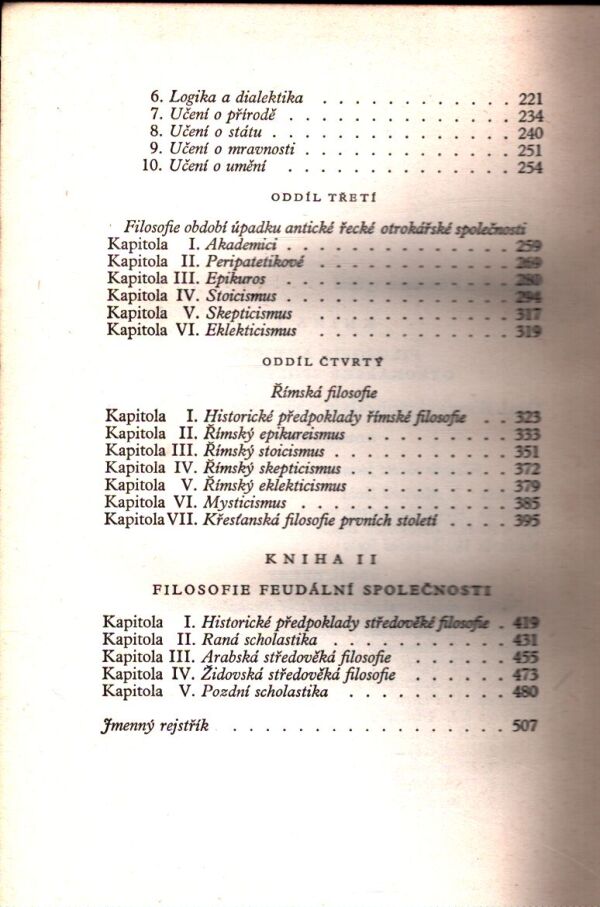 6. Logika a dialektika . . . . . . . . . . . . 221
7. Učení o přírodě . . . . . . . . . . . . . 234
8. Učení o státu . . . . . . . . . . . . . . 240
9. Učení o mravnosti . . . . . . . . . . . . 251
10. Učení o umění . . . . . . . . . . . . . 254
ODDÍL TŘETÍ
Filosofie období úpadku antické řecké otrokářské společnosti
Kapitola I. Akademici . . . . . . . . . . . . . 259
Kapitola II. Peripatetikové . . . . . . . . . . . . 269
Kapitola III. Epikuros . . . . . . . . . . . . . . 280
Kapitola IV. Stoicismus . . . . . . . . . . . . . 294
Kapitola V. Skepticismus . . . . . . . . . . . . 317
Kapitola VI. Eklekticismus . . . . . . . . . . . . 319
ODDÍL ČTVRTÝ
Římská filosofie
Kapitola I. Historické předpoklady římské filosofie . . 323
Kapitola II. Římský epikureismus . . . . . . . . . 333
Kapitola III. Římský stoicismus . . . . . . . . . . 351
Kapitola IV. Římský skepticismus . . . . . . . . . 372
Kapitola V. Římský eklekticismus . . . . . . . . . 379
Kapitola VI. Mysticismus . . . . . . . . . . . . 385
Kapitola VII. Křesťanská filosofie prvních století . . . . 395
KNIHA II
FILOSOFIE FEUDÁLNÍ SPOLEČNOSTI
Kapitola I. Historické předpoklady středověké filosofie . 419
Kapitola II. Raná scholastika . . . . . . . . . . . 431
Kapitola III. Arabská středověká filosofie . . . . . . 455
Kapitola IV. Židovská středověká filosofie . . . . . . 473
Kapitola V. Pozdní scholastika . . . . . . . . . . 480
Jmenný rejstřík . . . . . . . . . . . . . . . . . 507